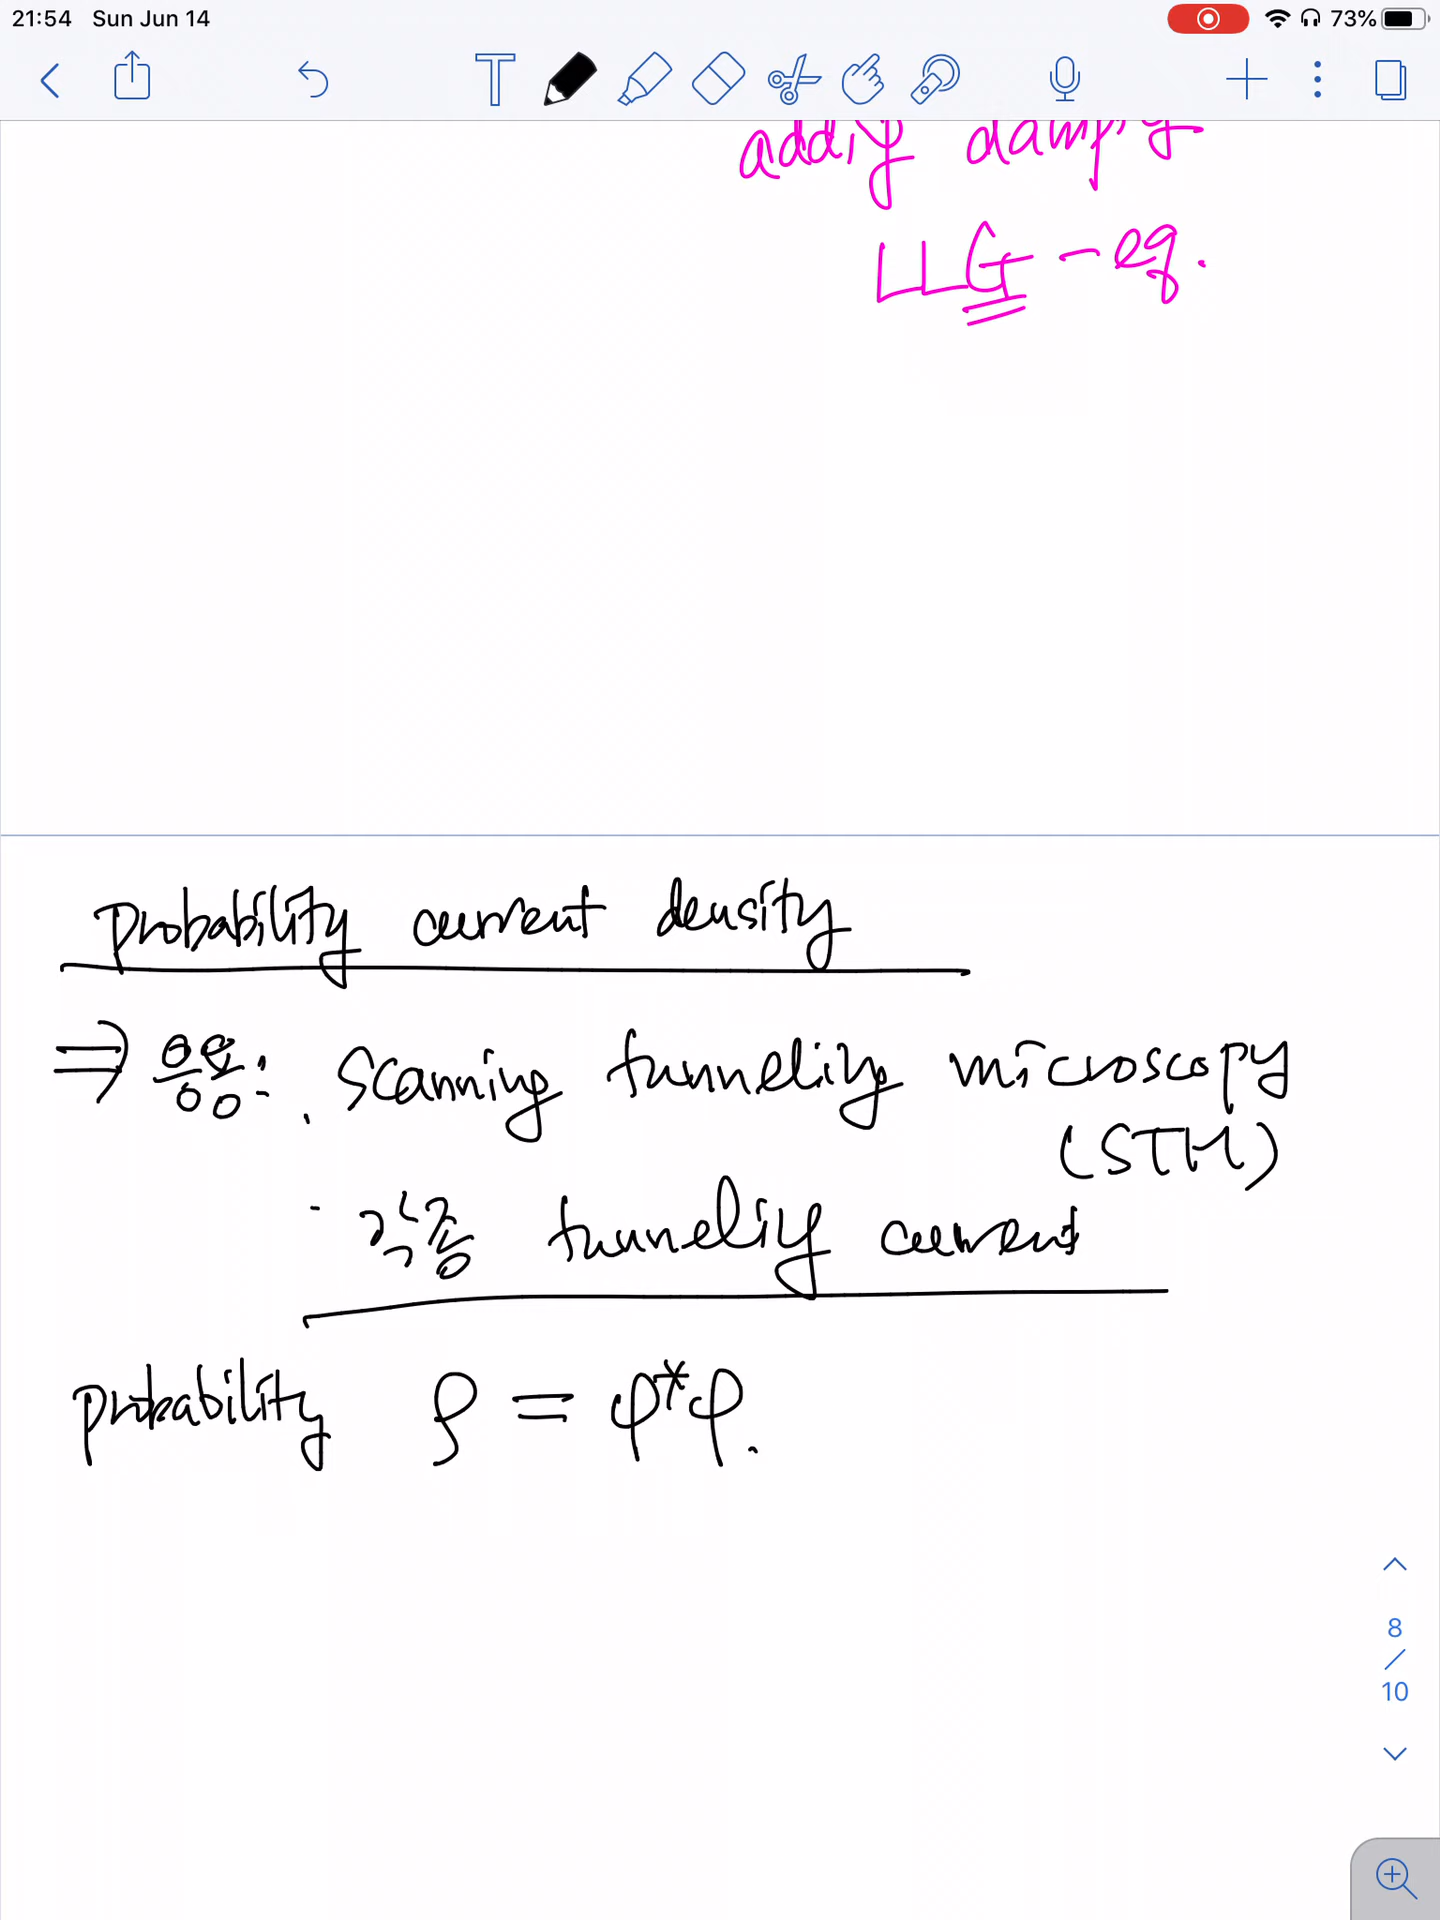 21:54 Sun Jun 14 73%
T
adding damping
LLG-eq.
probability current density
⇒ 응용: . scanning tunneling microscopy
(STM)
· 각종 tunneling current
probability ρ = φ*φ.
8
/
10